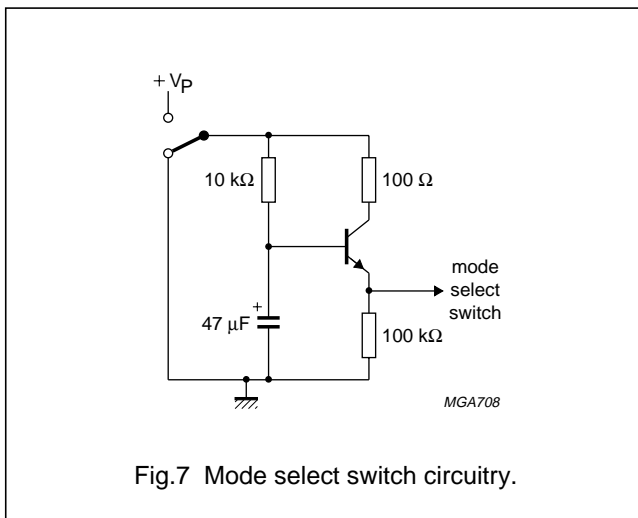 + VP
10 kΩ
100 Ω
mode
select
switch
+
47 µF
100 kΩ
MGA708
Fig.7 Mode select switch circuitry.